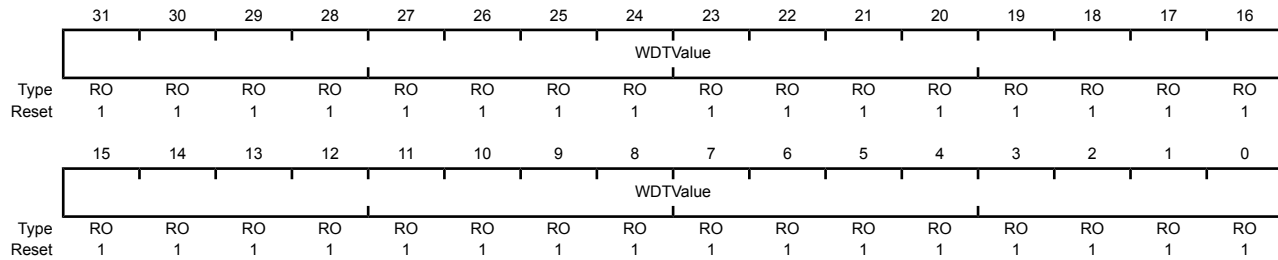 31 30 29 28 27 26 25 24 23 22 21 20 19 18 17 16
WDTValue
Type RO RO RO RO RO RO RO RO RO RO RO RO RO RO RO RO
Reset 1 1 1 1 1 1 1 1 1 1 1 1 1 1 1 1
15 14 13 12 11 10 9 8 7 6 5 4 3 2 1 0
WDTValue
Type RO RO RO RO RO RO RO RO RO RO RO RO RO RO RO RO
Reset 1 1 1 1 1 1 1 1 1 1 1 1 1 1 1 1